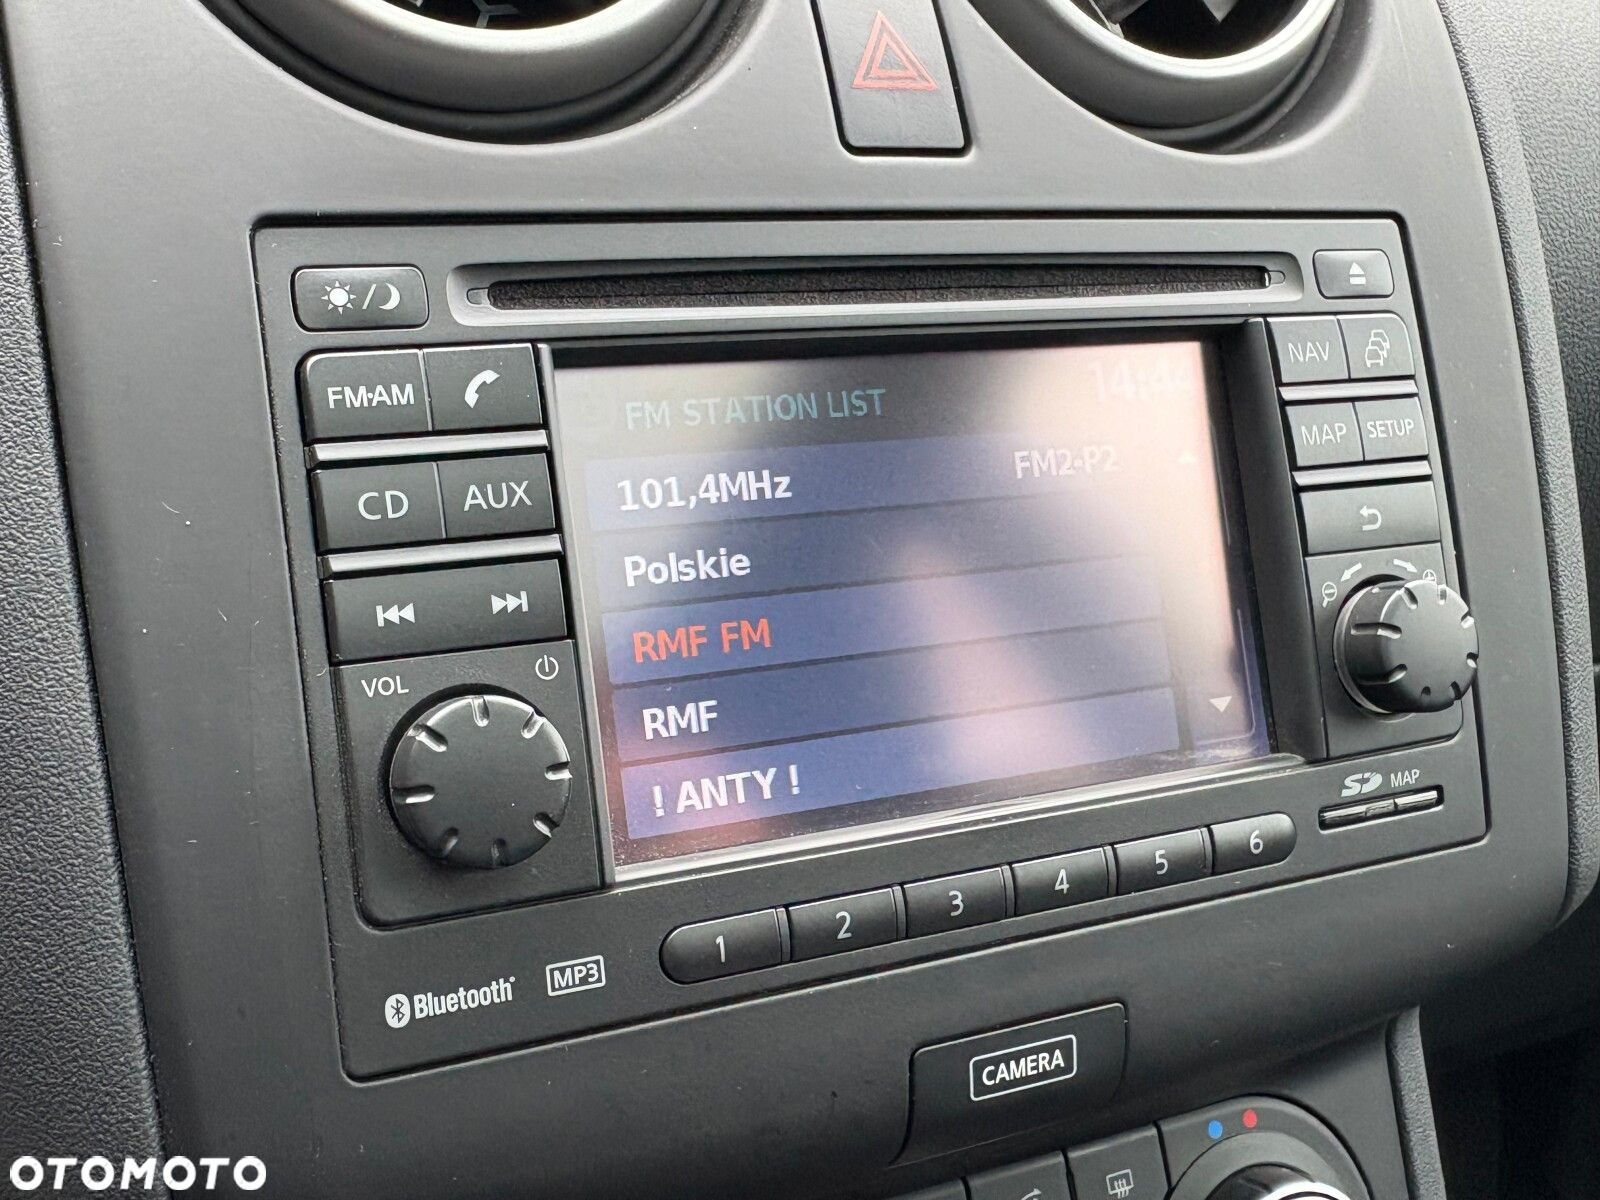 FM·AM
CD
AUX
VOL
FM STATION LIST
101,4MHz
FM2-P2
Polskie
RMF FM
RMF
! ANTY !
NAV
MAP
SETUP
SD MAP
1
2
3
4
5
6
Bluetooth
MP3
CAMERA
OTOMOTO